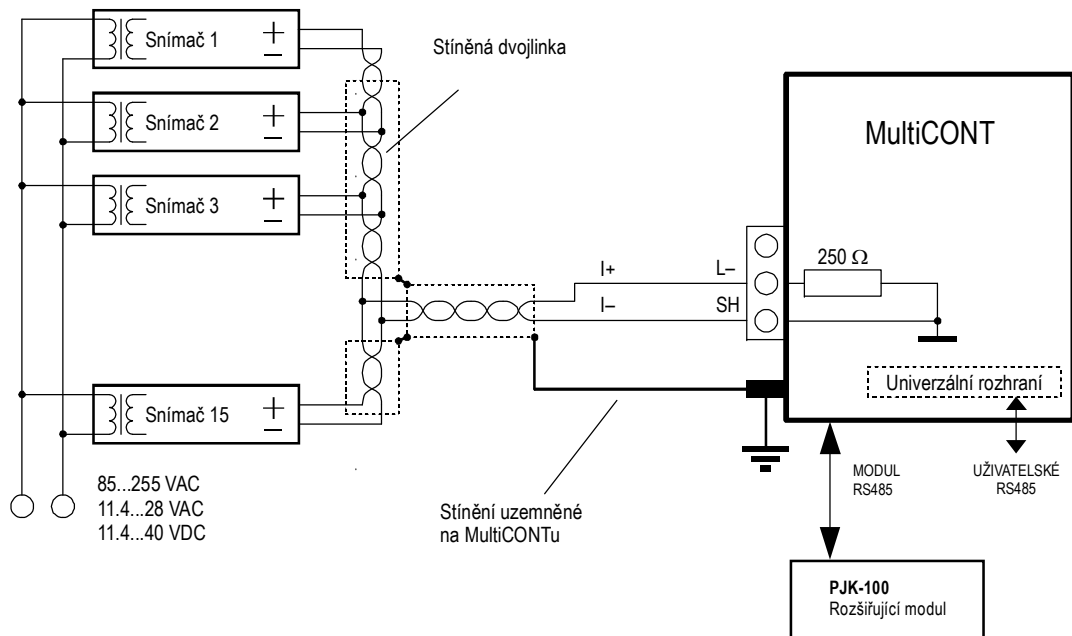 Snímač 1
+
–
Stíněná dvojlinka
Snímač 2
+
–
MultiCONT
Snímač 3
+
–
I+
L–
250 Ω
I–
SH
Univerzální rozhraní
Snímač 15
+
–
85...255 VAC
11.4...28 VAC
11.4...40 VDC
Stínění uzemněné
na MultiCONTu
MODUL
RS485
UŽIVATELSKÉ
RS485
PJK-100
Rozšiřující modul